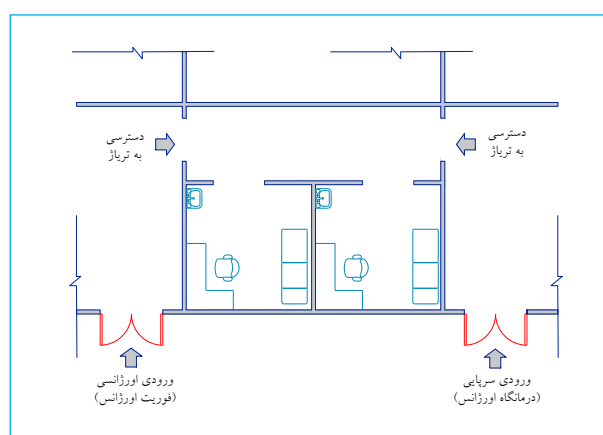 دسترسی
به تریاژ
دسترسی
به تریاژ
ورودی سرپایی
(درمانگاه اورژانس)
ورودی اورژانسی
(فوریت اورژانس)